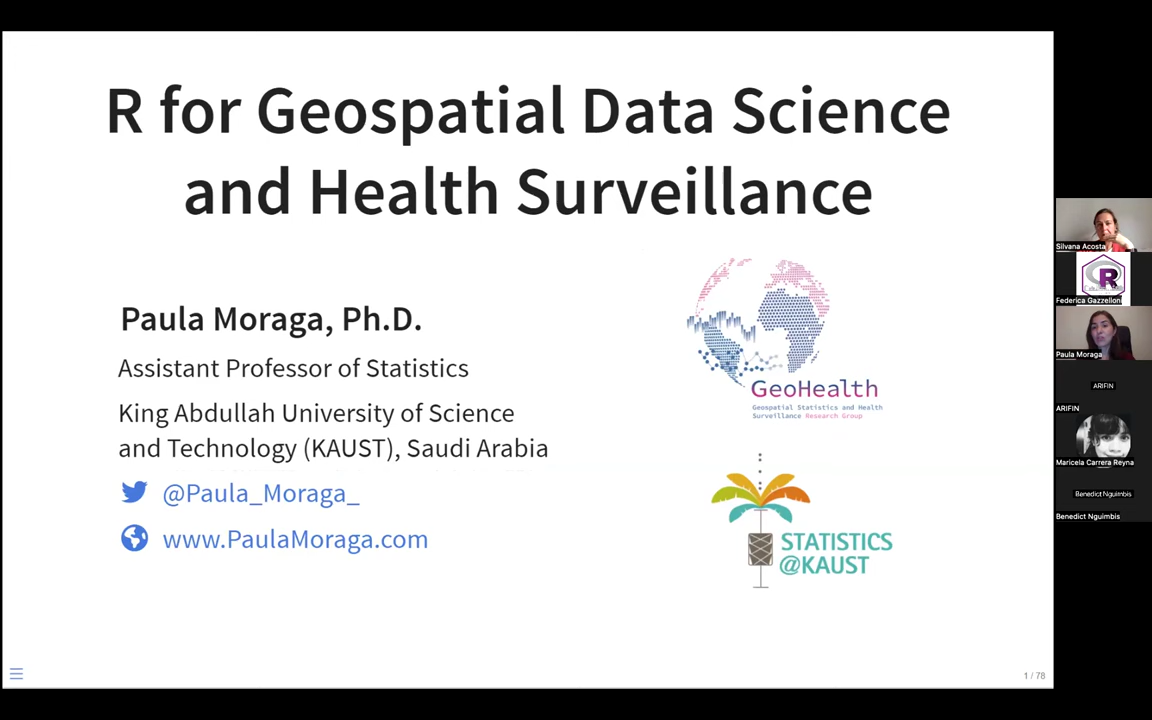 R for Geospatial Data Science
and Health Surveillance
Paula Moraga, Ph.D.
Assistant Professor of Statistics
King Abdullah University of Science
and Technology (KAUST), Saudi Arabia
@Paula_Moraga_
www.PaulaMoraga.com
GeoHealth
Geospatial Statistics and Health
Surveillance Research Group
STATISTICS
@KAUST
1 / 78
Silvana Acosta
R
Federica Gazzelloni
Paula Moraga
ARIFIN
ARIFIN
Maricela Carrera Reyna
Benedict Nguimbis
Benedict Nguimbis